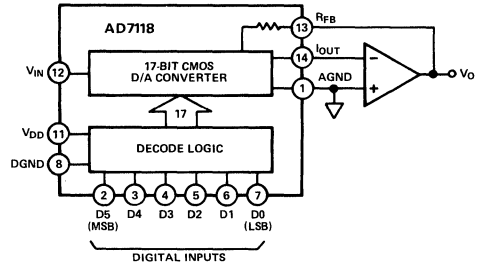 AD7118
13 RFB
VIN 12
17-BIT CMOS
D/A CONVERTER
14 IOUT
1 AGND
−
+
VO
17
VDD 11
DGND 8
DECODE LOGIC
2 3 4 5 6 7
D5 D4 D3 D2 D1 D0
(MSB) (LSB)
DIGITAL INPUTS